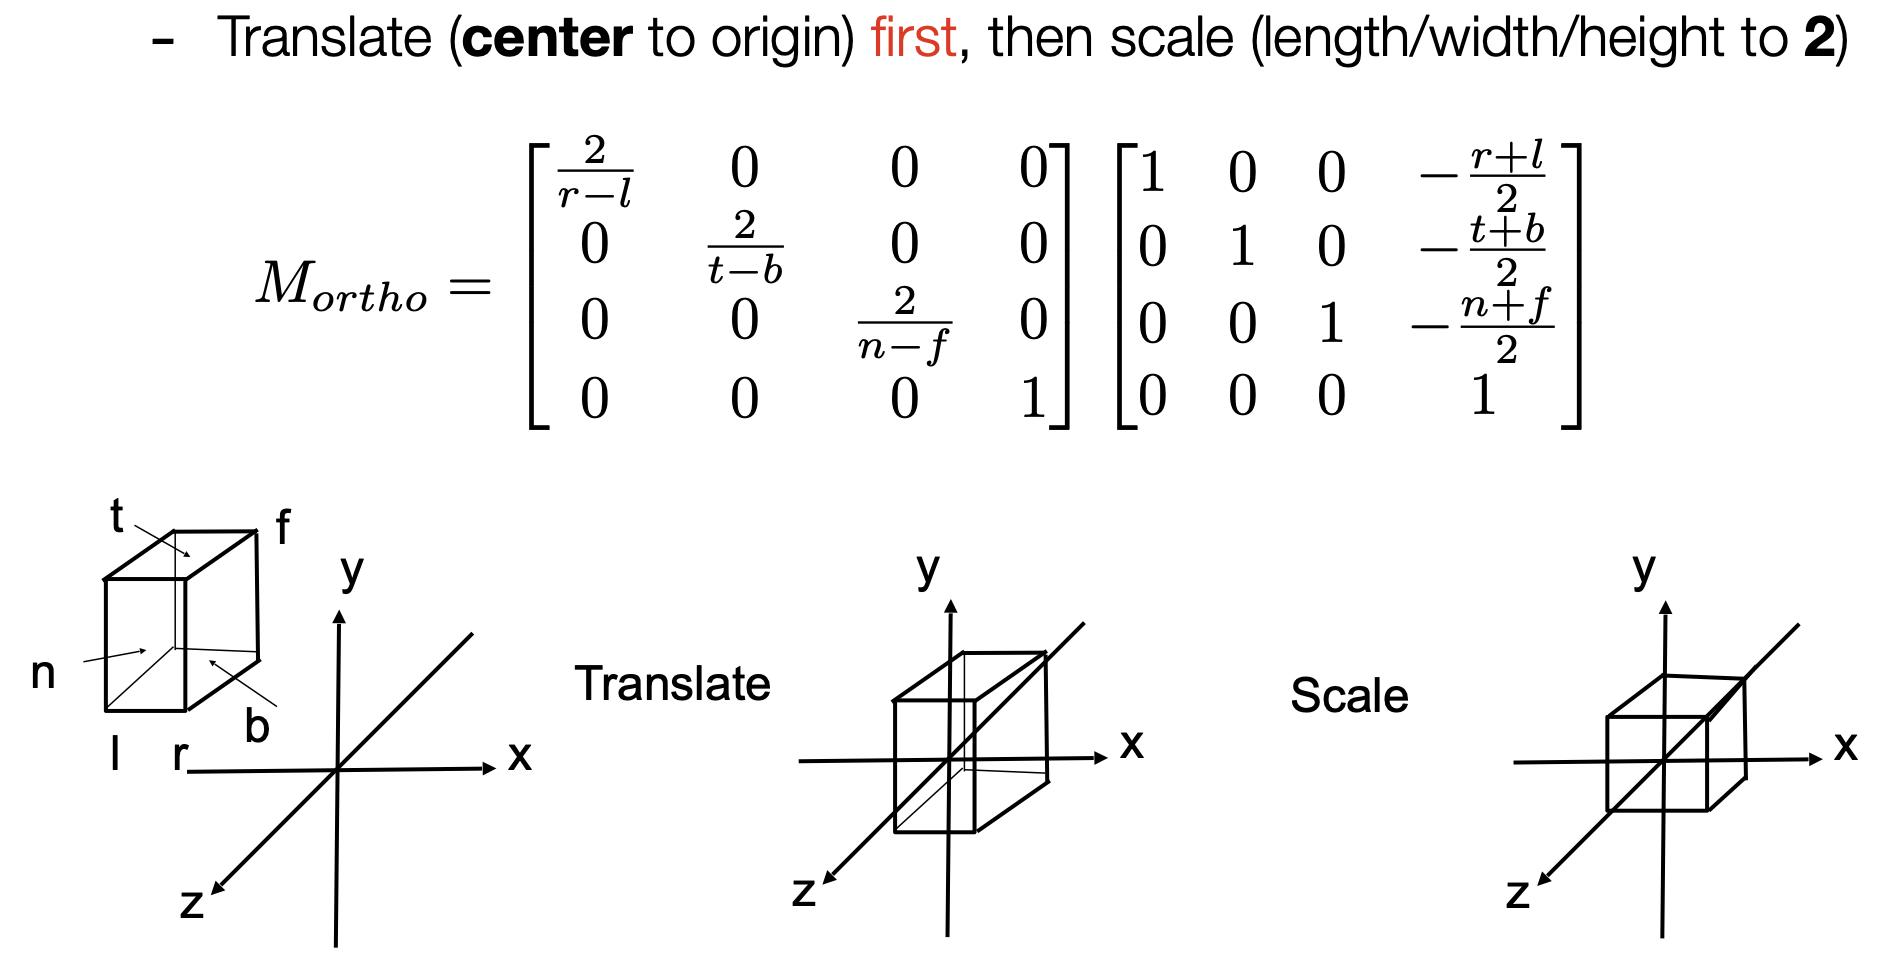 - Translate (center to origin) first, then scale (length/width/height to 2)
M_{ortho} = \begin{bmatrix} \frac{2}{r-l} & 0 & 0 & 0 \\ 0 & \frac{2}{t-b} & 0 & 0 \\ 0 & 0 & \frac{2}{n-f} & 0 \\ 0 & 0 & 0 & 1 \end{bmatrix} \begin{bmatrix} 1 & 0 & 0 & -\frac{r+l}{2} \\ 0 & 1 & 0 & -\frac{t+b}{2} \\ 0 & 0 & 1 & -\frac{n+f}{2} \\ 0 & 0 & 0 & 1 \end{bmatrix}
t
f
n
b
l
r
y
x
z
Translate
y
x
z
Scale
y
x
z